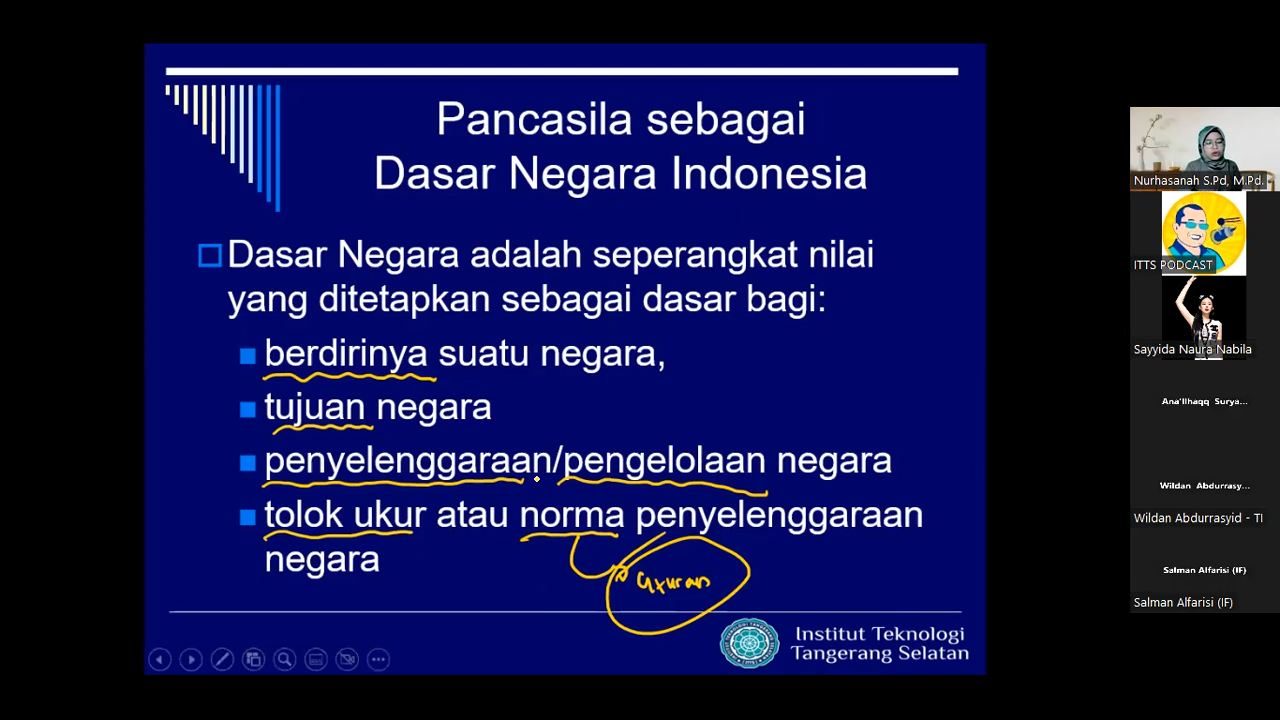 Pancasila sebagai
Dasar Negara Indonesia
Dasar Negara adalah seperangkat nilai
yang ditetapkan sebagai dasar bagi:
berdirinya suatu negara,
tujuan negara
penyelenggaraan/pengelolaan negara
tolok ukur atau norma penyelenggaraan
negara
aturan
Institut Teknologi
Tangerang Selatan
Nurhasanah S.Pd, M.Pd.
ITTS PODCAST
Sayyida Naura Nabila
Ana'llhaqq Surya...
Wildan Abdurrasy...
Wildan Abdurrasyid - TI
Salman Alfarisi (IF)
Salman Alfarisi (IF)